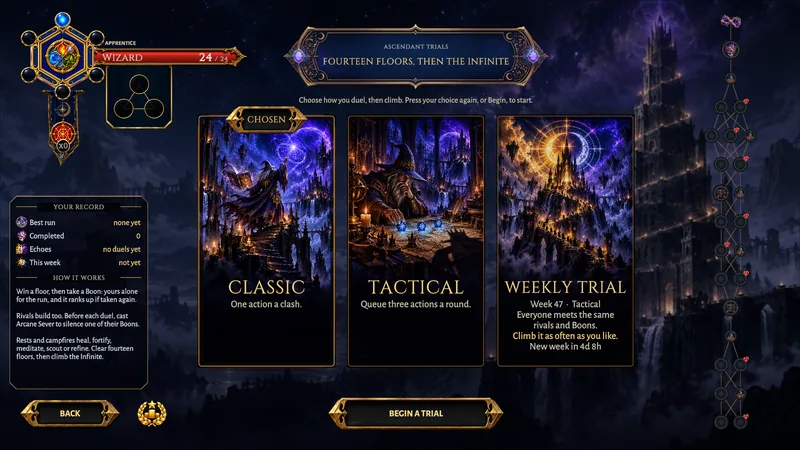 APPRENTICE
WIZARD
24 / 24
(X0)
ASCENDANT TRIALS
FOURTEEN FLOORS, THEN THE INFINITE
Choose how you duel, then climb. Press your choice again, or Begin, to start.
CHOSEN
CLASSIC
One action a clash.
TACTICAL
Queue three actions a round.
WEEKLY TRIAL
Week 47 · Tactical
Everyone meets the same
rivals and Boons.
Climb it as often as you like.
New week in 4d 8h
YOUR RECORD
Best run none yet
Completed 0
Echoes no duels yet
This week not yet
HOW IT WORKS
Win a floor, then take a Boon: yours alone
for the run, and it ranks up if taken again.
Rivals build too. Before each duel, cast
Arcane Sever to silence one of their Boons.
Rests and campfires heal, fortify,
meditate, scout or refine. Clear fourteen
floors, then climb the Infinite.
BACK
BEGIN A TRIAL